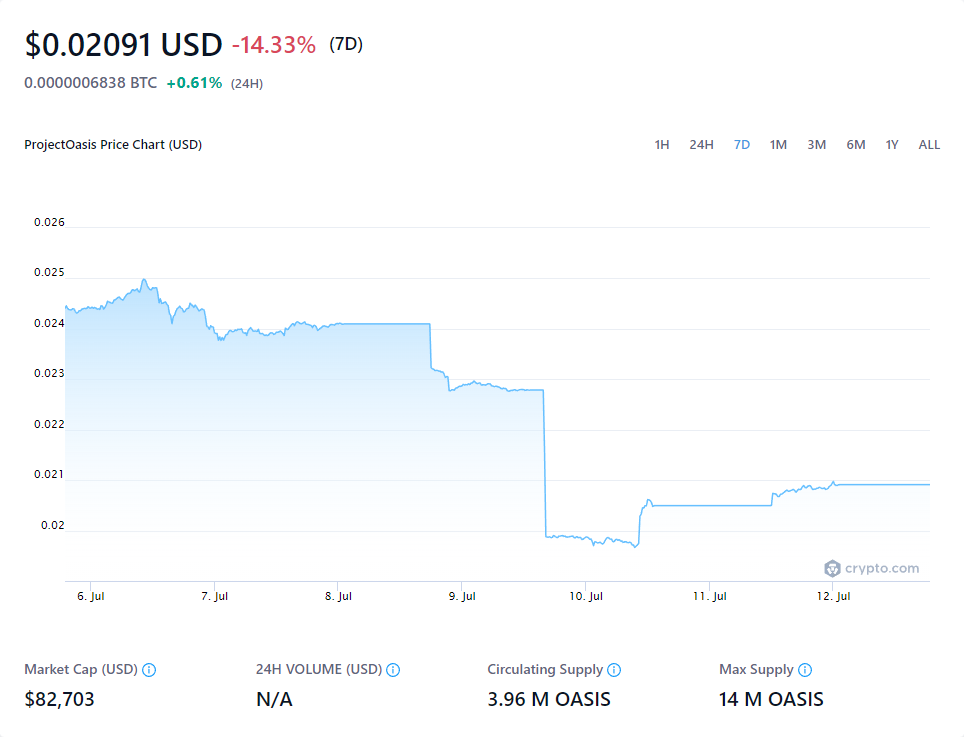 $0.02091 USD -14.33% (7D)
0.0000006838 BTC +0.61% (24H)
ProjectOasis Price Chart (USD) 1H 24H 7D 1M 3M 6M 1Y ALL
0.026
0.025
0.024
0.023
0.022
0.021
0.02
crypto.com
6. Jul 7. Jul 8. Jul 9. Jul 10. Jul 11. Jul 12. Jul
Market Cap (USD) 24H VOLUME (USD) Circulating Supply Max Supply
$82,703 N/A 3.96 M OASIS 14 M OASIS